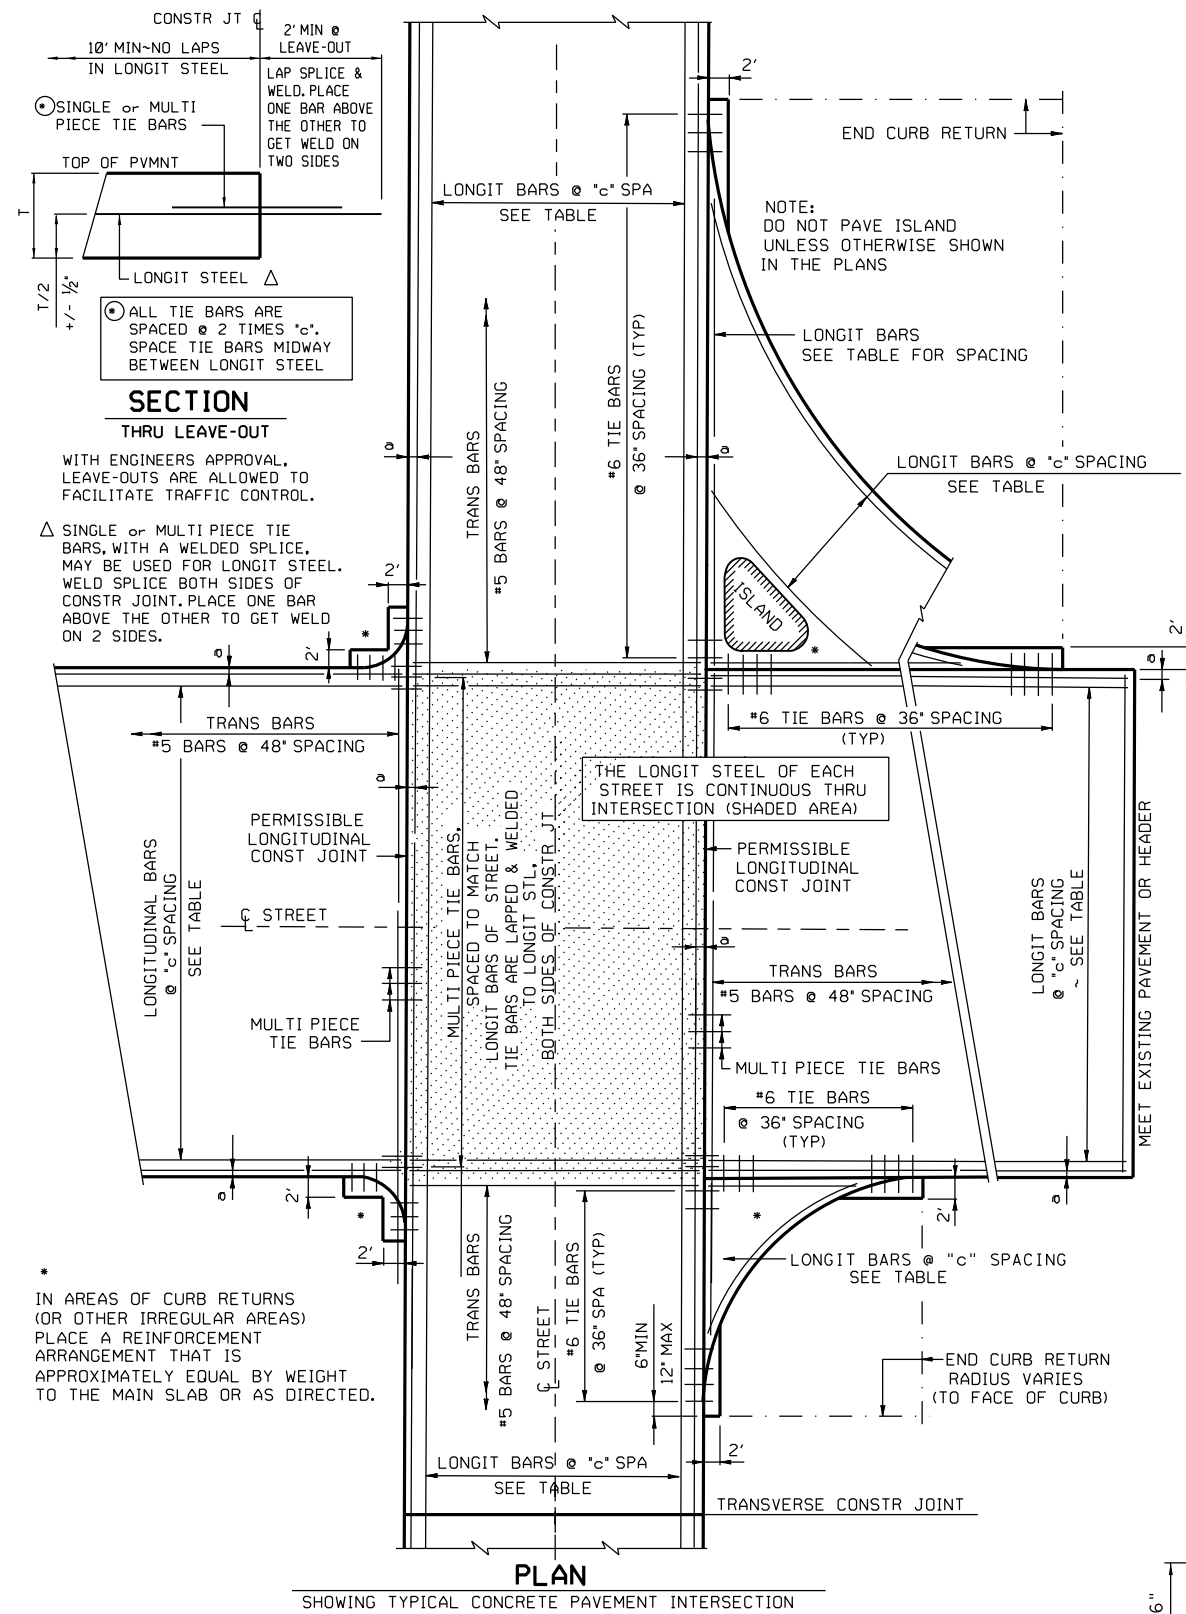 CONSTR JT ℄
10' MIN~NO LAPS
IN LONGIT STEEL
2' MIN @
LEAVE-OUT
LAP SPLICE &
WELD. PLACE
ONE BAR ABOVE
THE OTHER TO
GET WELD ON
TWO SIDES
* SINGLE or MULTI
PIECE TIE BARS
TOP OF PVMNT
T
T/2
+/- ½"
LONGIT STEEL △
* ALL TIE BARS ARE
SPACED @ 2 TIMES "c".
SPACE TIE BARS MIDWAY
BETWEEN LONGIT STEEL
SECTION
THRU LEAVE-OUT
WITH ENGINEERS APPROVAL,
LEAVE-OUTS ARE ALLOWED TO
FACILITATE TRAFFIC CONTROL.
△ SINGLE or MULTI PIECE TIE
BARS, WITH A WELDED SPLICE,
MAY BE USED FOR LONGIT STEEL.
WELD SPLICE BOTH SIDES OF
CONSTR JOINT. PLACE ONE BAR
ABOVE THE OTHER TO GET WELD
ON 2 SIDES.
LONGIT BARS @ "c" SPA
SEE TABLE
2'
END CURB RETURN
NOTE:
DO NOT PAVE ISLAND
UNLESS OTHERWISE SHOWN
IN THE PLANS
LONGIT BARS
SEE TABLE FOR SPACING
TRANS BARS
#5 BARS @ 48" SPACING
#6 TIE BARS
@ 36" SPACING (TYP)
a
a
LONGIT BARS @ "c" SPACING
SEE TABLE
ISLAND
*
2'
*
2'
a
2'
a
TRANS BARS
#5 BARS @ 48" SPACING
#6 TIE BARS @ 36" SPACING
(TYP)
THE LONGIT STEEL OF EACH
STREET IS CONTINUOUS THRU
INTERSECTION (SHADED AREA)
a
PERMISSIBLE
LONGITUDINAL
CONST JOINT
PERMISSIBLE
LONGITUDINAL
CONST JOINT
LONGITUDINAL BARS
@ "c" SPACING
SEE TABLE
℄ STREET
MULTI PIECE TIE BARS,
SPACED TO MATCH
LONGIT BARS OF STREET.
TIE BARS ARE LAPPED & WELDED
TO LONGIT STL,
BOTH SIDES OF CONSTR JT
a
TRANS BARS
#5 BARS @ 48" SPACING
LONGIT BARS
@ "c" SPACING
~ SEE TABLE
MEET EXISTING PAVEMENT OR HEADER
MULTI PIECE
TIE BARS
MULTI PIECE TIE BARS
#6 TIE BARS
@ 36" SPACING
(TYP)
a
2'
*
2'
2'
a
*
TRANS BARS
#5 BARS @ 48" SPACING
℄ STREET
#6 TIE BARS
@ 36" SPA (TYP)
6"MIN
12" MAX
LONGIT BARS @ "c" SPACING
SEE TABLE
*
IN AREAS OF CURB RETURNS
(OR OTHER IRREGULAR AREAS)
PLACE A REINFORCEMENT
ARRANGEMENT THAT IS
APPROXIMATELY EQUAL BY WEIGHT
TO THE MAIN SLAB OR AS DIRECTED.
END CURB RETURN
RADIUS VARIES
(TO FACE OF CURB)
2'
LONGIT BARS @ "c" SPA
SEE TABLE
TRANSVERSE CONSTR JOINT
PLAN
SHOWING TYPICAL CONCRETE PAVEMENT INTERSECTION
6"